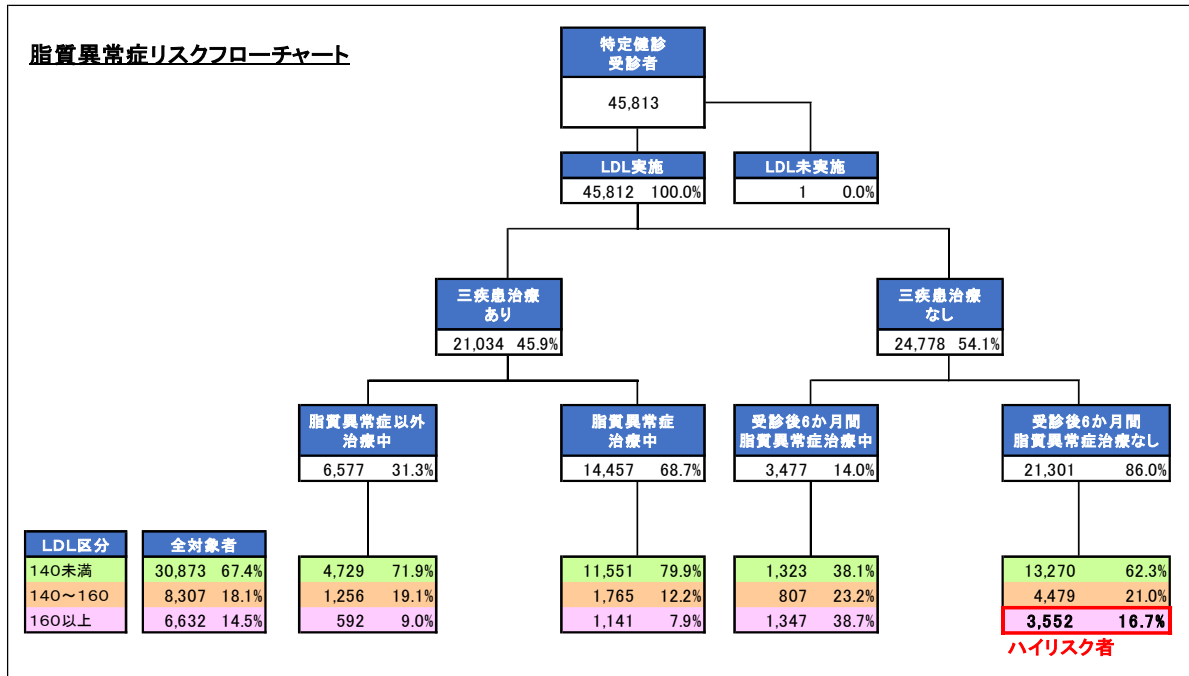 脂質異常症リスクフローチャート
特定健診
受診者
45,813
LDL実施
45,812 100.0%
LDL未実施
1 0.0%
三疾患治療
あり
21,034 45.9%
三疾患治療
なし
24,778 54.1%
脂質異常症以外
治療中
6,577 31.3%
脂質異常症
治療中
14,457 68.7%
受診後6か月間
脂質異常症治療中
3,477 14.0%
受診後6か月間
脂質異常症治療なし
21,301 86.0%
LDL区分 全対象者
140未満 30,873 67.4% 4,729 71.9% 11,551 79.9% 1,323 38.1% 13,270 62.3%
140～160 8,307 18.1% 1,256 19.1% 1,765 12.2% 807 23.2% 4,479 21.0%
160以上 6,632 14.5% 592 9.0% 1,141 7.9% 1,347 38.7% 3,552 16.7%
ハイリスク者